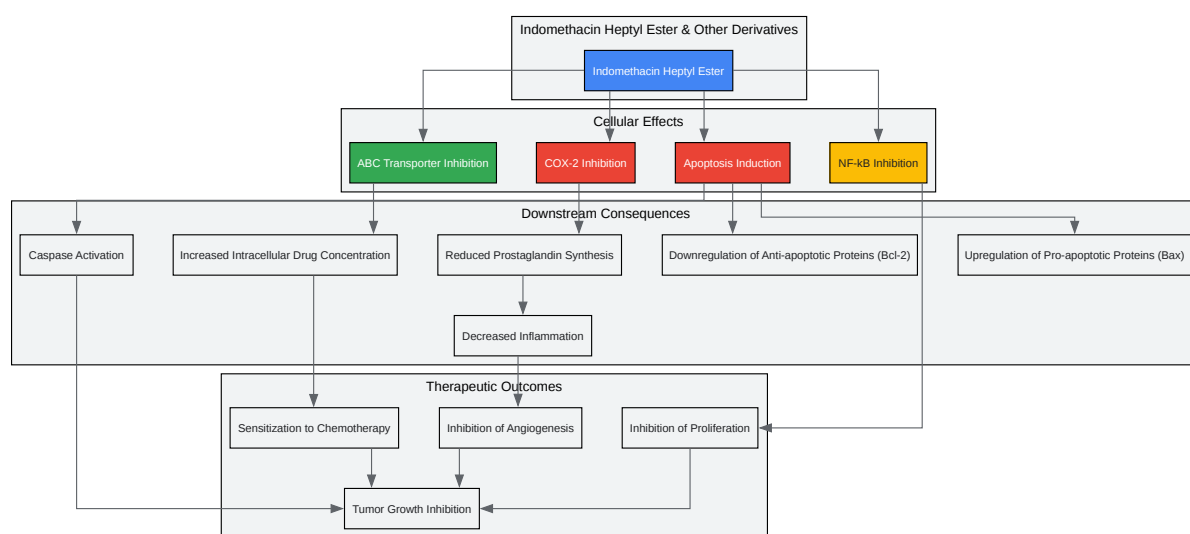 Indomethacin Heptyl Ester & Other Derivatives
Indomethacin Heptyl Ester
Cellular Effects
ABC Transporter Inhibition
COX-2 Inhibition
Apoptosis Induction
NF-kB Inhibition
Downstream Consequences
Caspase Activation
Increased Intracellular Drug Concentration
Reduced Prostaglandin Synthesis
Downregulation of Anti-apoptotic Proteins (Bcl-2)
Upregulation of Pro-apoptotic Proteins (Bax)
Decreased Inflammation
Therapeutic Outcomes
Sensitization to Chemotherapy
Inhibition of Angiogenesis
Inhibition of Proliferation
Tumor Growth Inhibition